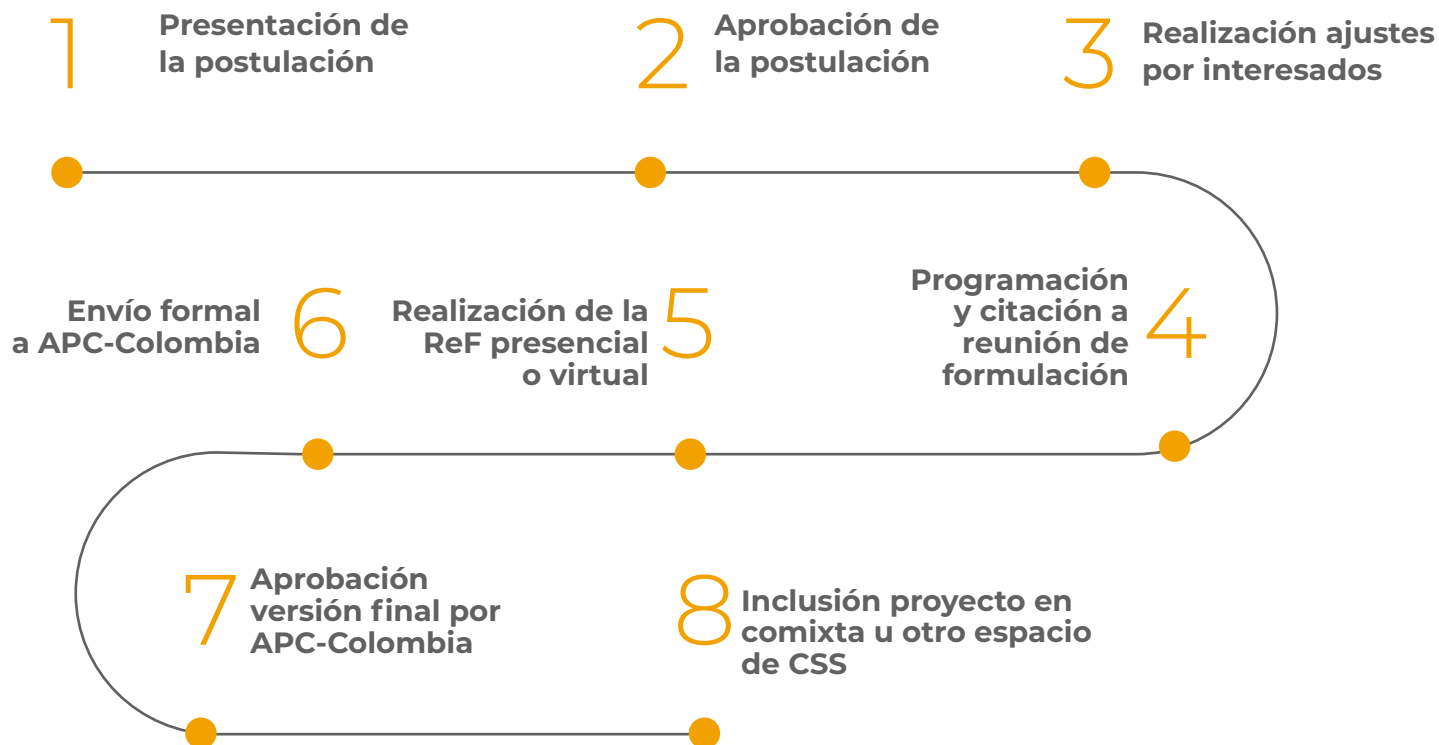 1
Presentación de
la postulación
2
Aprobación de
la postulación
3
Realización ajustes
por interesados
4
Programación
y citación a
reunión de
formulación
5
Realización de la
ReF presencial
o virtual
6
Envío formal
a APC-Colombia
7
Aprobación
versión final por
APC-Colombia
8
Inclusión proyecto en
comixta u otro espacio
de CSS